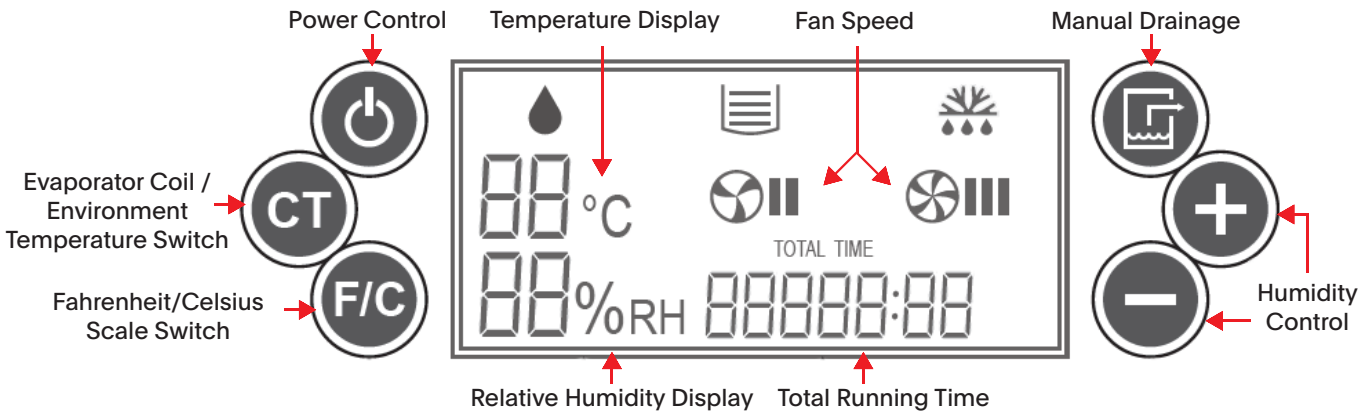 Power Control
Temperature Display
Fan Speed
Manual Drainage
Evaporator Coil /
Environment
Temperature Switch
CT
°C
TOTAL TIME
Fahrenheit/Celsius
Scale Switch
F/C
88
88
%RH
88888:88
Humidity
Control
Relative Humidity Display
Total Running Time